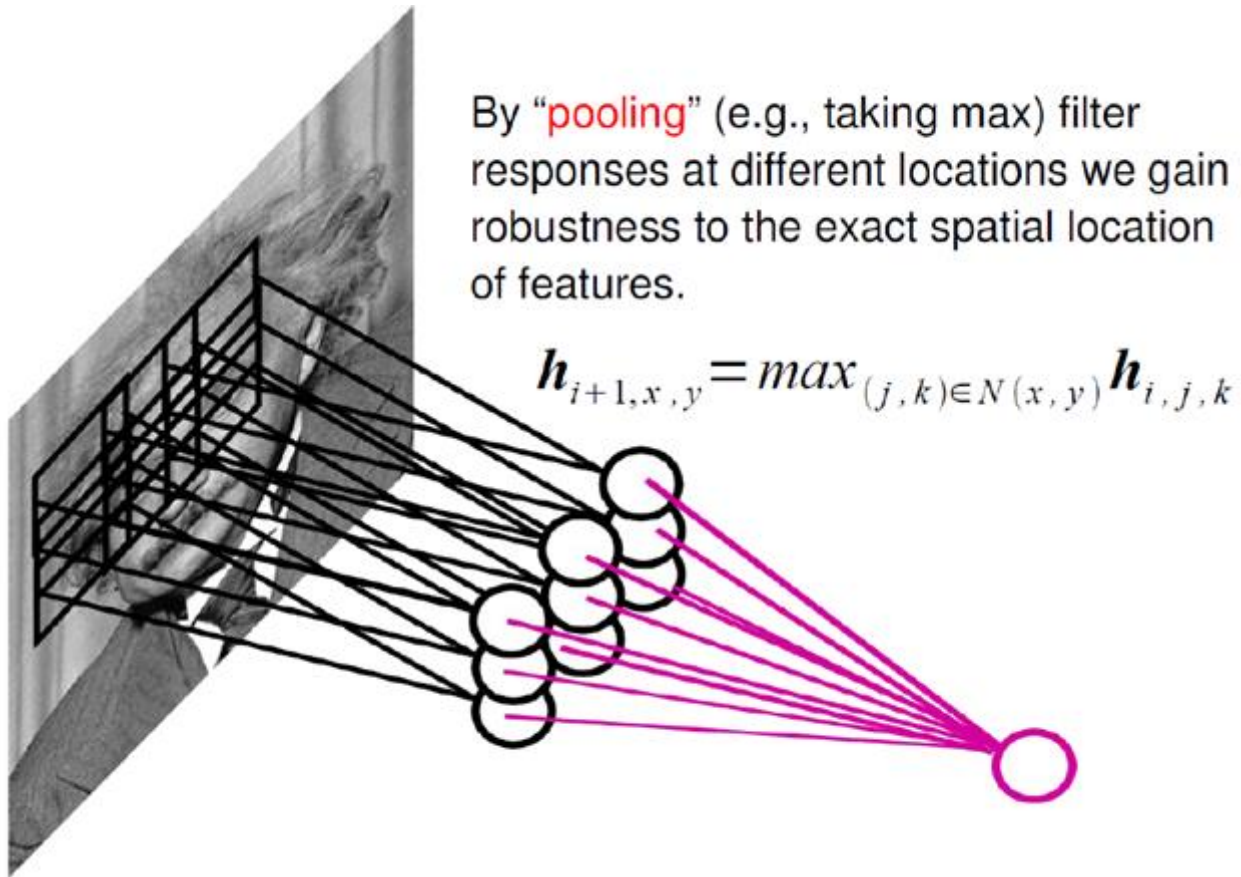 By “pooling” (e.g., taking max) filter
responses at different locations we gain
robustness to the exact spatial location
of features.
h_{i+1,x,y}=max_{(j,k)∈N(x,y)} h_{i,j,k}